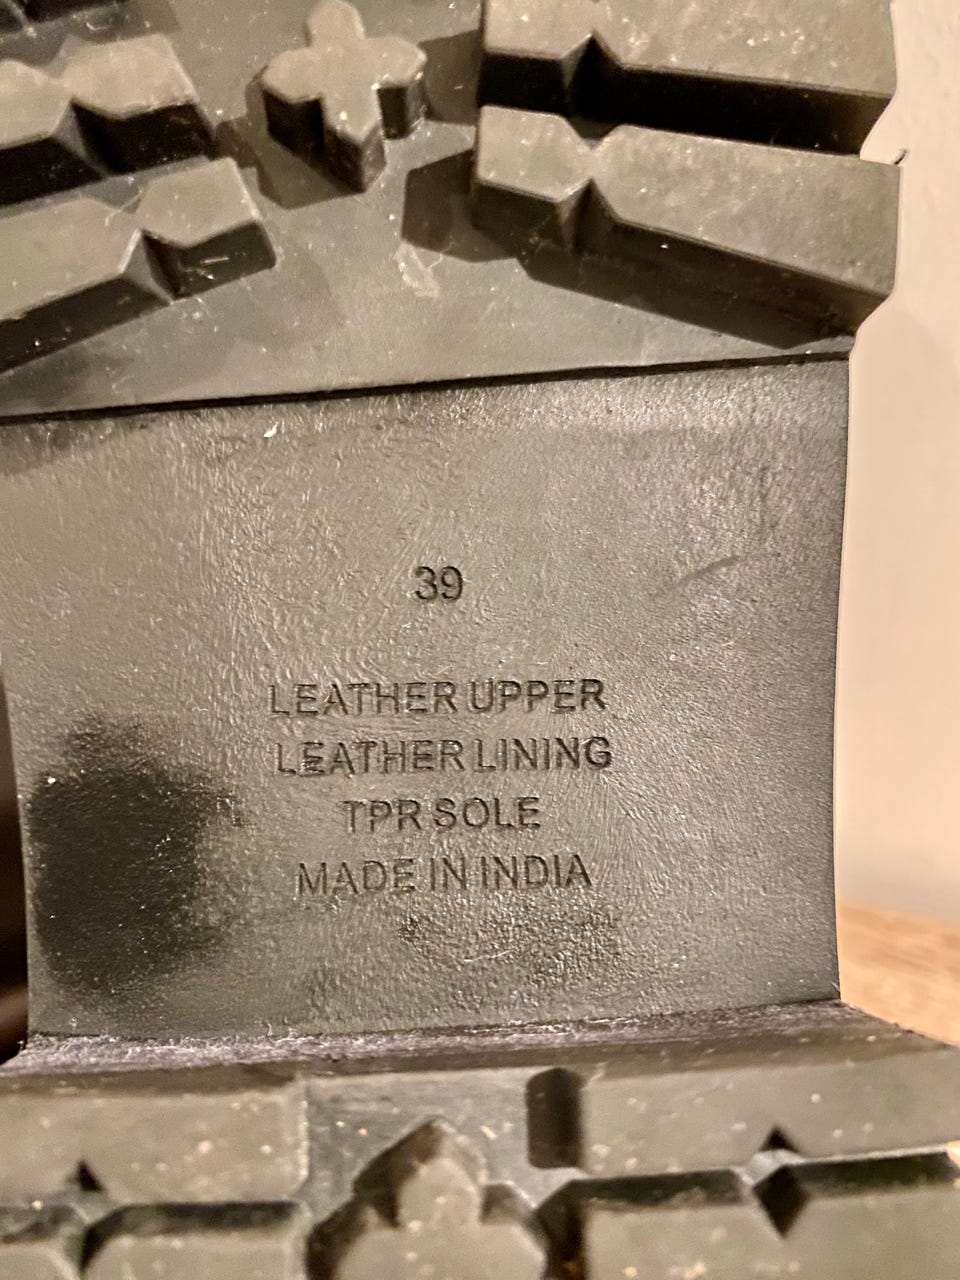 39
LEATHER UPPER
LEATHER LINING
TPR SOLE
MADE IN INDIA